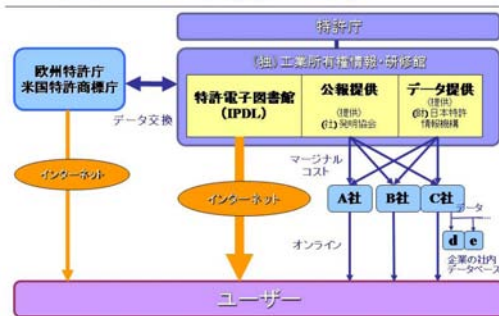 特許庁
(独)工業所有権情報・研修館
欧州特許庁
米国特許商標庁
データ交換
特許電子図書館
(IPDL)
公報提供
(提供)
(社)発明協会
データ提供
(提供)
(財)日本特許
情報機構
マージナル
コスト
インターネット
インターネット
A社
B社
C社
データ
d
e
オンライン
企業の社内
データベース
ユーザー